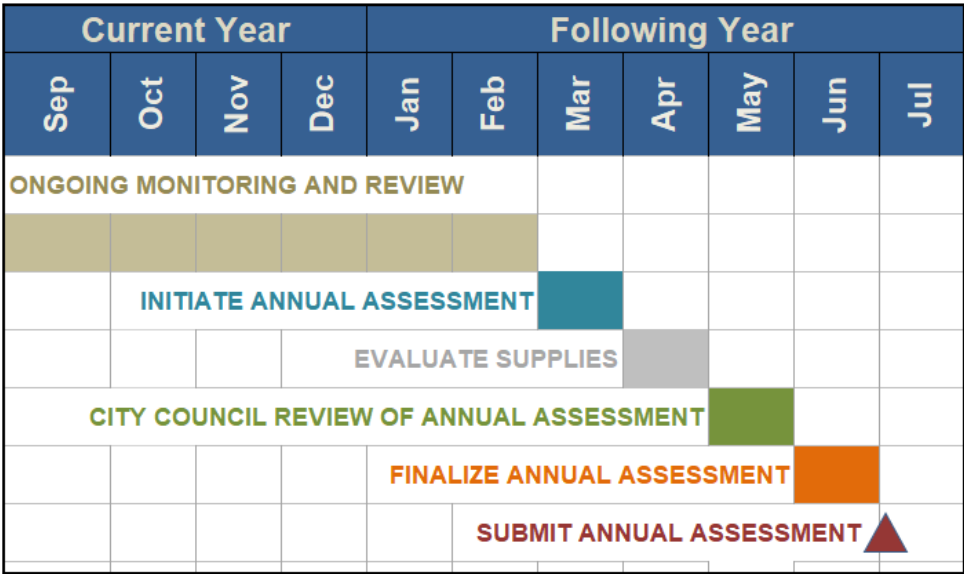 Current Year Following Year
Sep Oct Nov Dec Jan Feb Mar Apr May Jun Jul
ONGOING MONITORING AND REVIEW
INITIATE ANNUAL ASSESSMENT
EVALUATE SUPPLIES
CITY COUNCIL REVIEW OF ANNUAL ASSESSMENT
FINALIZE ANNUAL ASSESSMENT
SUBMIT ANNUAL ASSESSMENT